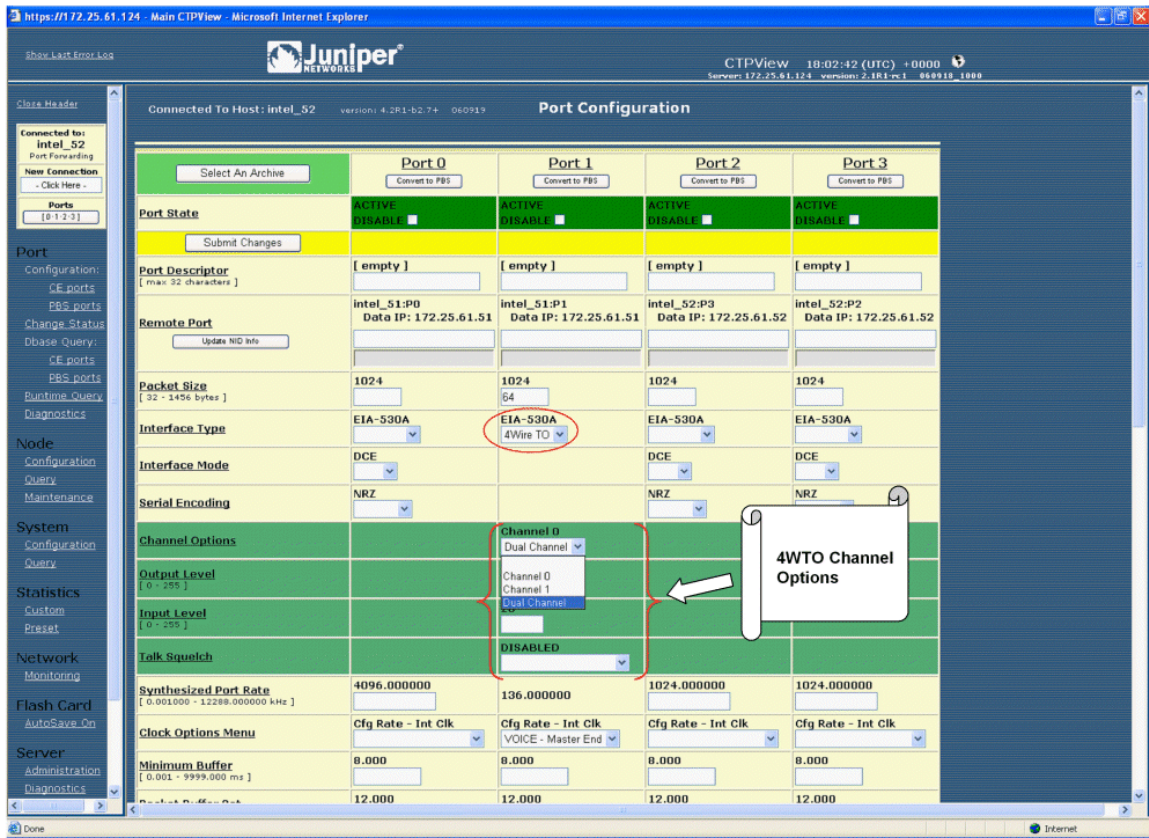 https://172.25.61.124 - Main CTPView - Microsoft Internet Explorer
Show Last Error Log
Juniper
NETWORKS
CTPView 18:02:42 (UTC) +0000
Server: 172.25.61.124 version: 2.1R1-rc1 060918_1800
Close Header
Connected to:
intel_52
Port Forwarding
New Connection
- Click Here -
Ports
[0-1-2-3]
Port
Configuration:
CE ports
PBS ports
Change Status
Dbase Query:
CE ports
PBS ports
Runtime Query
Diagnostics
Node
Configuration
Query
Maintenance
System
Configuration
Query
Statistics
Custom
Preset
Network
Monitoring
Flash Card
AutoSave On
Server
Administration
Diagnostics
Connected To Host: intel_52 version: 4.2R1-b2.7+ 060919 Port Configuration
Select An Archive Port 0 Port 1 Port 2 Port 3
Convert to PBS Convert to PBS Convert to PBS Convert to PBS
Port State ACTIVE ACTIVE ACTIVE ACTIVE
DISABLE DISABLE DISABLE DISABLE
Submit Changes
Port Descriptor [ empty ] [ empty ] [ empty ] [ empty ]
[ max 32 characters ]
Remote Port intel_51:P0 intel_51:P1 intel_52:P3 intel_52:P2
Data IP: 172.25.61.51 Data IP: 172.25.61.51 Data IP: 172.25.61.52 Data IP: 172.25.61.52
Update NID Info
Packet Size 1024 1024 1024 1024
[ 32 - 1456 bytes ] 64
Interface Type EIA-530A EIA-530A EIA-530A EIA-530A
4Wire TO
Interface Mode DCE DCE DCE
Serial Encoding NRZ NRZ NRZ
Channel Options Channel 0
Dual Channel
Channel 0
Channel 1
Dual Channel
Output Level
[ 0 - 255 ]
Input Level
[ 0 - 255 ]
Talk Squelch DISABLED
4WTO Channel
Options
Synthesized Port Rate 4096.000000 136.000000 1024.000000 1024.000000
[ 0.001000 - 12288.000000 kHz ]
Clock Options Menu Cfg Rate - Int Clk Cfg Rate - Int Clk Cfg Rate - Int Clk Cfg Rate - Int Clk
VOICE - Master End
Minimum Buffer 8.000 8.000 8.000 8.000
[ 0.001 - 9999.000 ms ]
12.000 12.000 12.000 12.000
Done
Internet